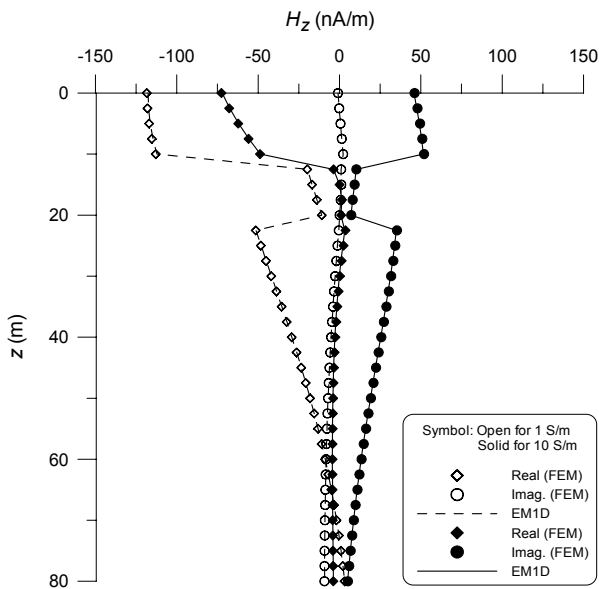 Hz (nA/m)
-150 -100 -50 0 50 100 150
0
20
40
60
80
z (m)
Symbol: Open for 1 S/m
Solid for 10 S/m
Real (FEM)
Imag. (FEM)
EM1D
Real (FEM)
Imag. (FEM)
EM1D